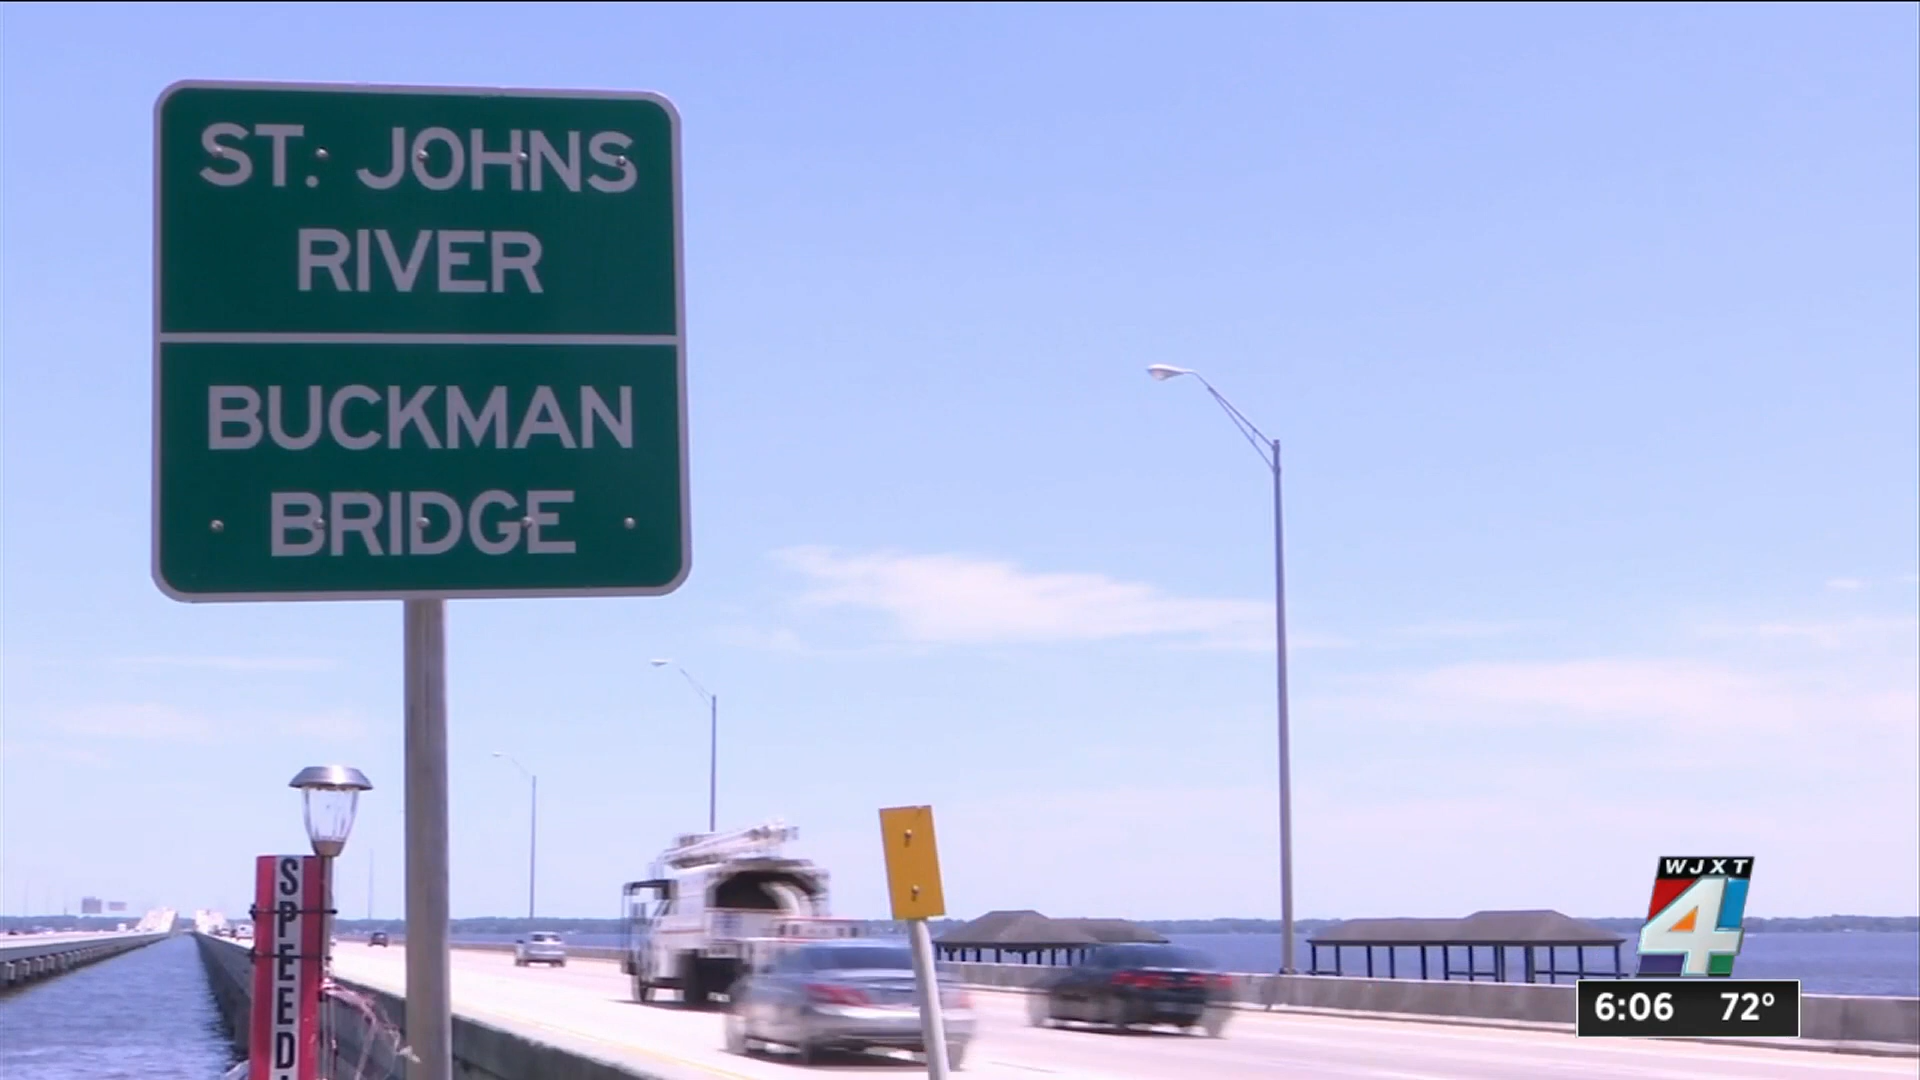 ST. JOHNS
RIVER
BUCKMAN
BRIDGE
SPEED
WJXT
4
6:06 72°